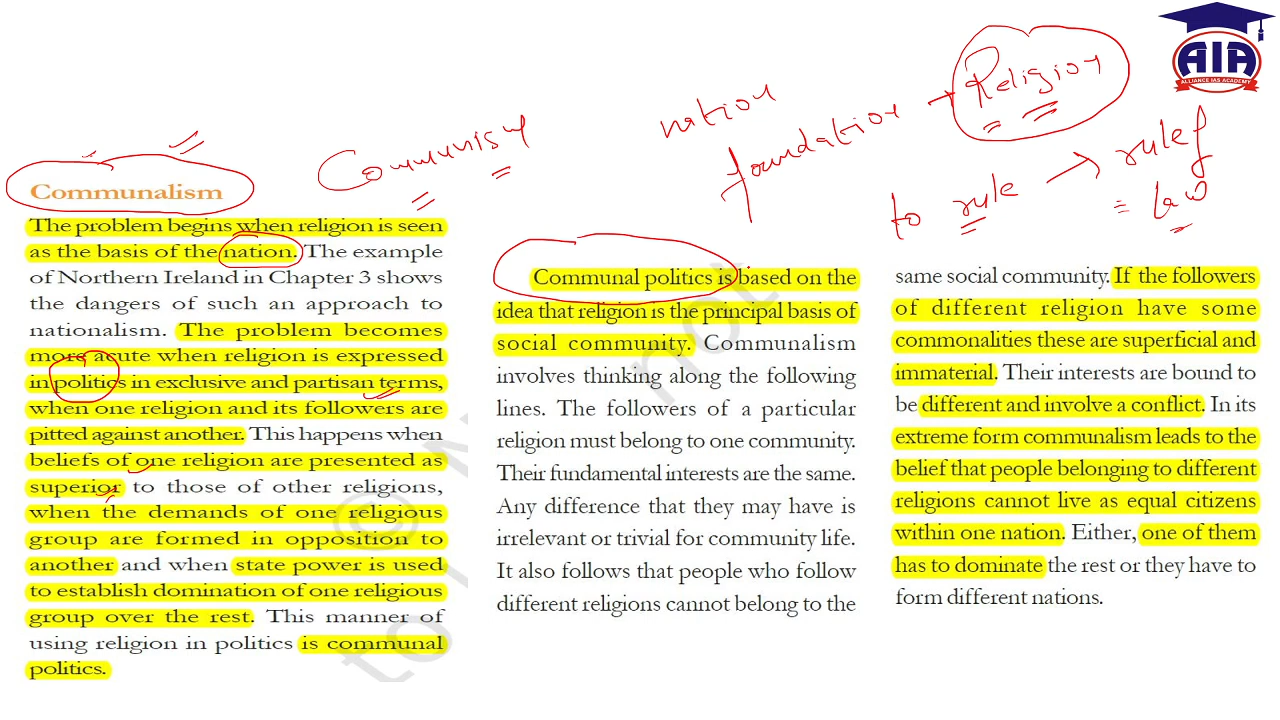 AIA
ALLIANCE IAS ACADEMY
Religion
nation
foundation →
Communism
to rule → rule of
law
Communalism
The problem begins when religion is seen
as the basis of the nation. The example
of Northern Ireland in Chapter 3 shows
the dangers of such an approach to
nationalism. The problem becomes
more acute when religion is expressed
in politics in exclusive and partisan terms,
when one religion and its followers are
pitted against another. This happens when
beliefs of one religion are presented as
superior to those of other religions,
when the demands of one religious
group are formed in opposition to
another and when state power is used
to establish domination of one religious
group over the rest. This manner of
using religion in politics is communal
politics.
Communal politics is based on the
idea that religion is the principal basis of
social community. Communalism
involves thinking along the following
lines. The followers of a particular
religion must belong to one community.
Their fundamental interests are the same.
Any difference that they may have is
irrelevant or trivial for community life.
It also follows that people who follow
different religions cannot belong to the
same social community. If the followers
of different religion have some
commonalities these are superficial and
immaterial. Their interests are bound to
be different and involve a conflict. In its
extreme form communalism leads to the
belief that people belonging to different
religions cannot live as equal citizens
within one nation. Either, one of them
has to dominate the rest or they have to
form different nations.